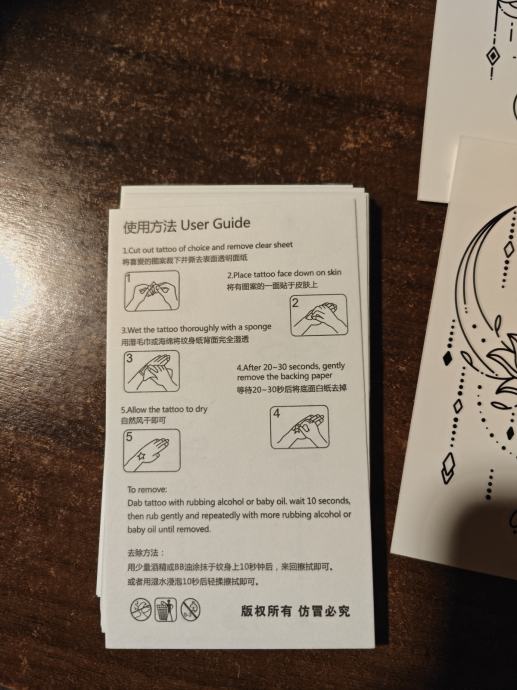 使用方法 User Guide
1.Cut out tattoo of choice and remove clear sheet
将喜爱的图案裁下并撕去表面透明面纸
1
2.Place tattoo face down on skin
将有图案的一面贴于皮肤上
2
3.Wet the tattoo thoroughly with a sponge
用湿毛巾或海绵将纹身纸背面完全湿透
3
4.After 20~30 seconds, gently
remove the backing paper
等待20~30秒后将底面白纸去掉
4
5.Allow the tattoo to dry
自然风干即可
5
To remove:
Dab tattoo with rubbing alcohol or baby oil. wait 10 seconds,
then rub gently and repeatedly with more rubbing alcohol or
baby oil until removed.
去除方法：
用少量酒精或BB油涂抹于纹身上10秒钟后，来回擦拭即可。
或者用温水浸泡10秒后轻揉擦拭即可。
版权所有 仿冒必究